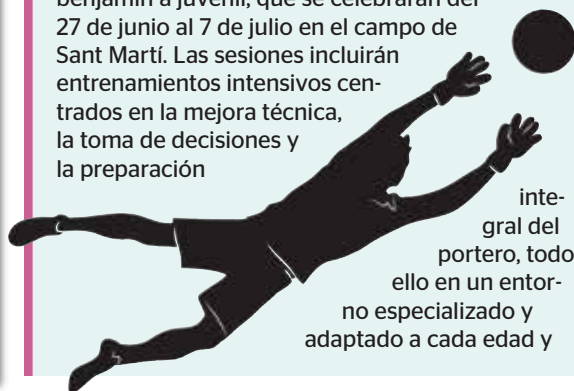 benjamín a juvenil, que se celebrarán del
27 de junio al 7 de julio en el campo de
Sant Martí. Las sesiones incluirán
entrenamientos intensivos cen-
trados en la mejora técnica,
la toma de decisiones y
la preparación
inte-
gral del
portero, todo
ello en un entor-
no especializado y
adaptado a cada edad y